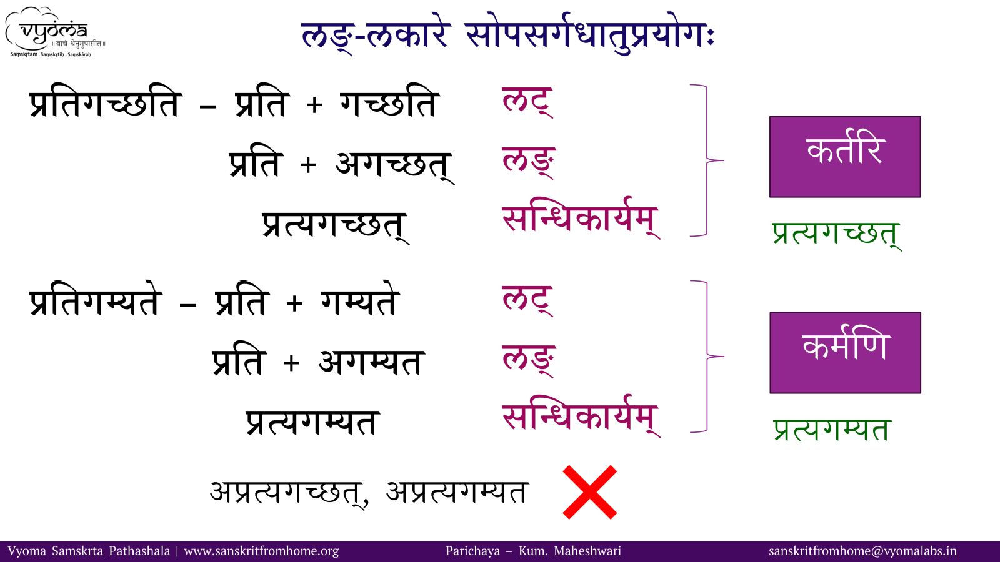 vyoma
॥ वाचं धेनुमुपासीत॥
Saṃskṛtam . Saṃskṛtiḥ . Saṃskāraḥ
लङ्-लकारे सोपसर्गधातुप्रयोगः
प्रतिगच्छति – प्रति + गच्छति लट्
प्रति + अगच्छत् लङ्
प्रत्यगच्छत् सन्धिकार्यम्
कर्तरि
प्रत्यगच्छत्
प्रतिगम्यते – प्रति + गम्यते लट्
प्रति + अगम्यत लङ्
प्रत्यगम्यत सन्धिकार्यम्
कर्मणि
प्रत्यगम्यत
अप्रत्यगच्छत्, अप्रत्यगम्यत
Vyoma Samskrta Pathashala | www.sanskritfromhome.org Parichaya – Kum. Maheshwari sanskritfromhome@vyomalabs.in